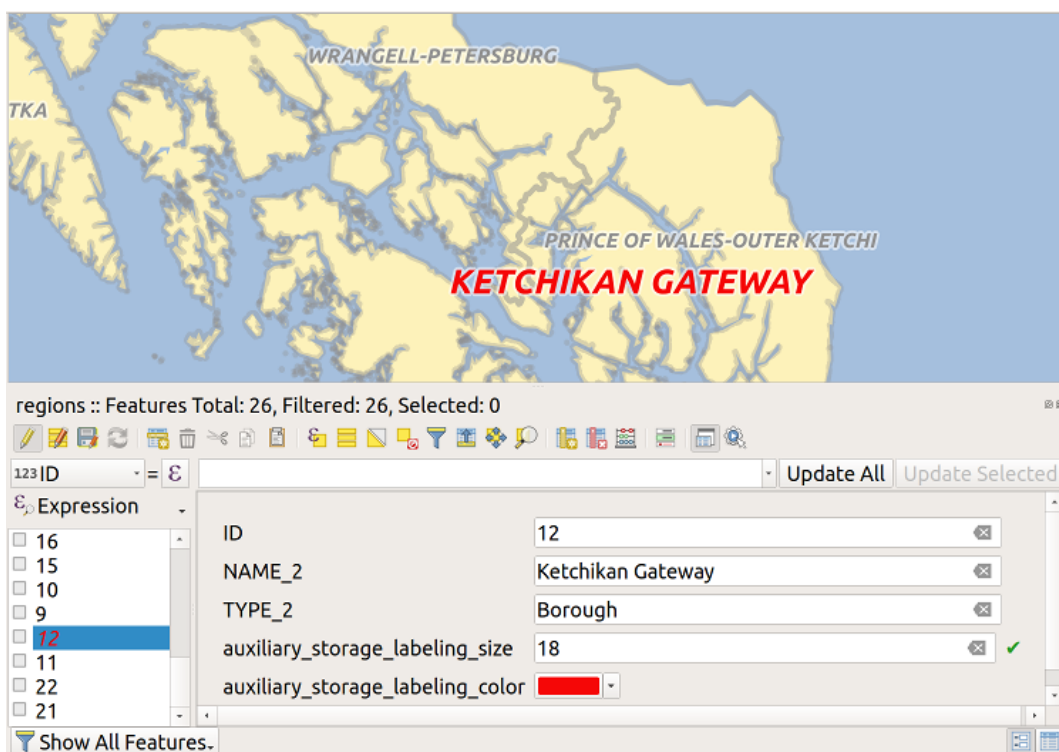 WRANGELL-PETERSBURG
TKA
PRINCE OF WALES-OUTER KETCHI
KETCHIKAN GATEWAY
regions :: Features Total: 26, Filtered: 26, Selected: 0
123 ID = ε Update All Update Selected
ε Expression
16
15
10
9
12
11
22
21
ID 12
NAME_2 Ketchikan Gateway
TYPE_2 Borough
auxiliary_storage_labeling_size 18
auxiliary_storage_labeling_color
Show All Features